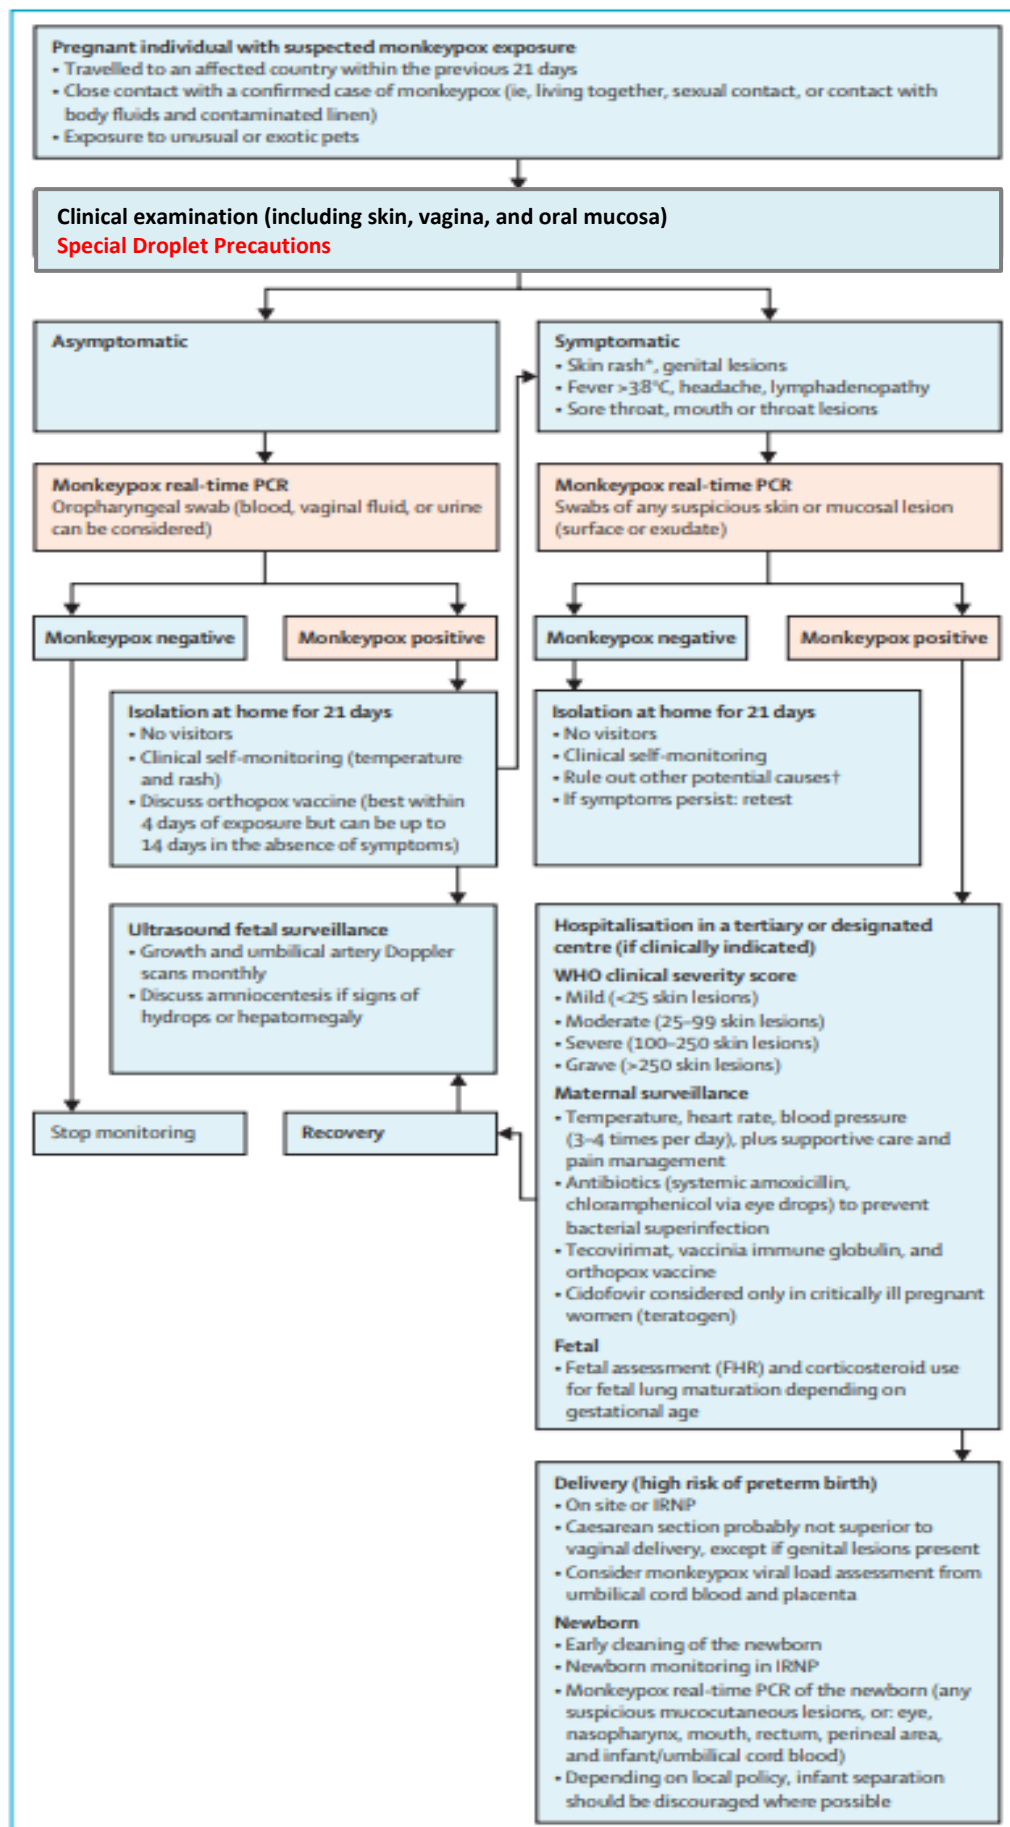 Pregnant individual with suspected monkeypox exposure
• Travelled to an affected country within the previous 21 days
• Close contact with a confirmed case of monkeypox (ie, living together, sexual contact, or contact with
body fluids and contaminated linen)
• Exposure to unusual or exotic pets
Clinical examination (including skin, vagina, and oral mucosa)
Special Droplet Precautions
Asymptomatic
Symptomatic
• Skin rash*, genital lesions
• Fever >38°C, headache, lymphadenopathy
• Sore throat, mouth or throat lesions
Monkeypox real-time PCR
Oropharyngeal swab (blood, vaginal fluid, or urine
can be considered)
Monkeypox real-time PCR
Swabs of any suspicious skin or mucosal lesion
(surface or exudate)
Monkeypox negative
Monkeypox positive
Monkeypox negative
Monkeypox positive
Isolation at home for 21 days
• No visitors
• Clinical self-monitoring (temperature
and rash)
• Discuss orthopox vaccine (best within
4 days of exposure but can be up to
14 days in the absence of symptoms)
Isolation at home for 21 days
• No visitors
• Clinical self-monitoring
• Rule out other potential causes†
• If symptoms persist: retest
Ultrasound fetal surveillance
• Growth and umbilical artery Doppler
scans monthly
• Discuss amniocentesis if signs of
hydrops or hepatomegaly
Stop monitoring
Recovery
Hospitalisation in a tertiary or designated
centre (if clinically indicated)
WHO clinical severity score
• Mild (<25 skin lesions)
• Moderate (25–99 skin lesions)
• Severe (100–250 skin lesions)
• Grave (>250 skin lesions)
Maternal surveillance
• Temperature, heart rate, blood pressure
(3–4 times per day), plus supportive care and
pain management
• Antibiotics (systemic amoxicillin,
chloramphenicol via eye drops) to prevent
bacterial superinfection
• Tecovirimat, vaccinia immune globulin, and
orthopox vaccine
• Cidofovir considered only in critically ill pregnant
women (teratogen)
Fetal
• Fetal assessment (FHR) and corticosteroid use
for fetal lung maturation depending on
gestational age
Delivery (high risk of preterm birth)
• On site or IRNP
• Caesarean section probably not superior to
vaginal delivery, except if genital lesions present
• Consider monkeypox viral load assessment from
umbilical cord blood and placenta
Newborn
• Early cleaning of the newborn
• Newborn monitoring in IRNP
• Monkeypox real-time PCR of the newborn (any
suspicious mucocutaneous lesions, or: eye,
nasopharynx, mouth, rectum, perineal area,
and infant/umbilical cord blood)
• Depending on local policy, infant separation
should be discouraged where possible